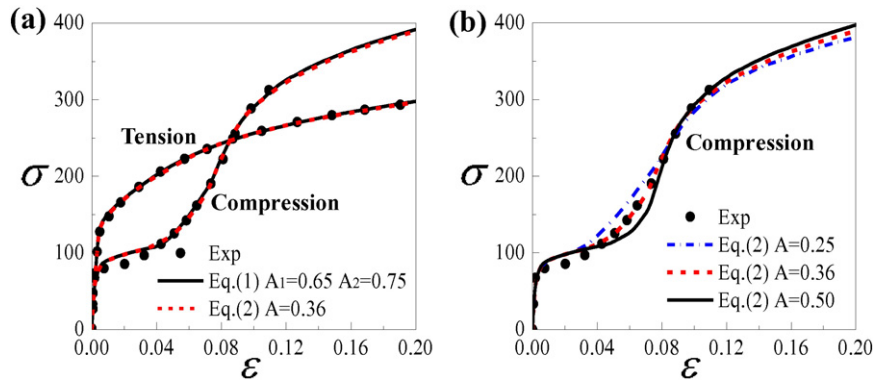 (a)
400
300
200
100
0
σ
Tension
Compression
Exp
Eq.(1) A1=0.65 A2=0.75
Eq.(2) A=0.36
0.00 0.04 0.08 0.12 0.16 0.20
ε
(b)
400
300
200
100
0
σ
Compression
Exp
Eq.(2) A=0.25
Eq.(2) A=0.36
Eq.(2) A=0.50
0.00 0.04 0.08 0.12 0.16 0.20
ε